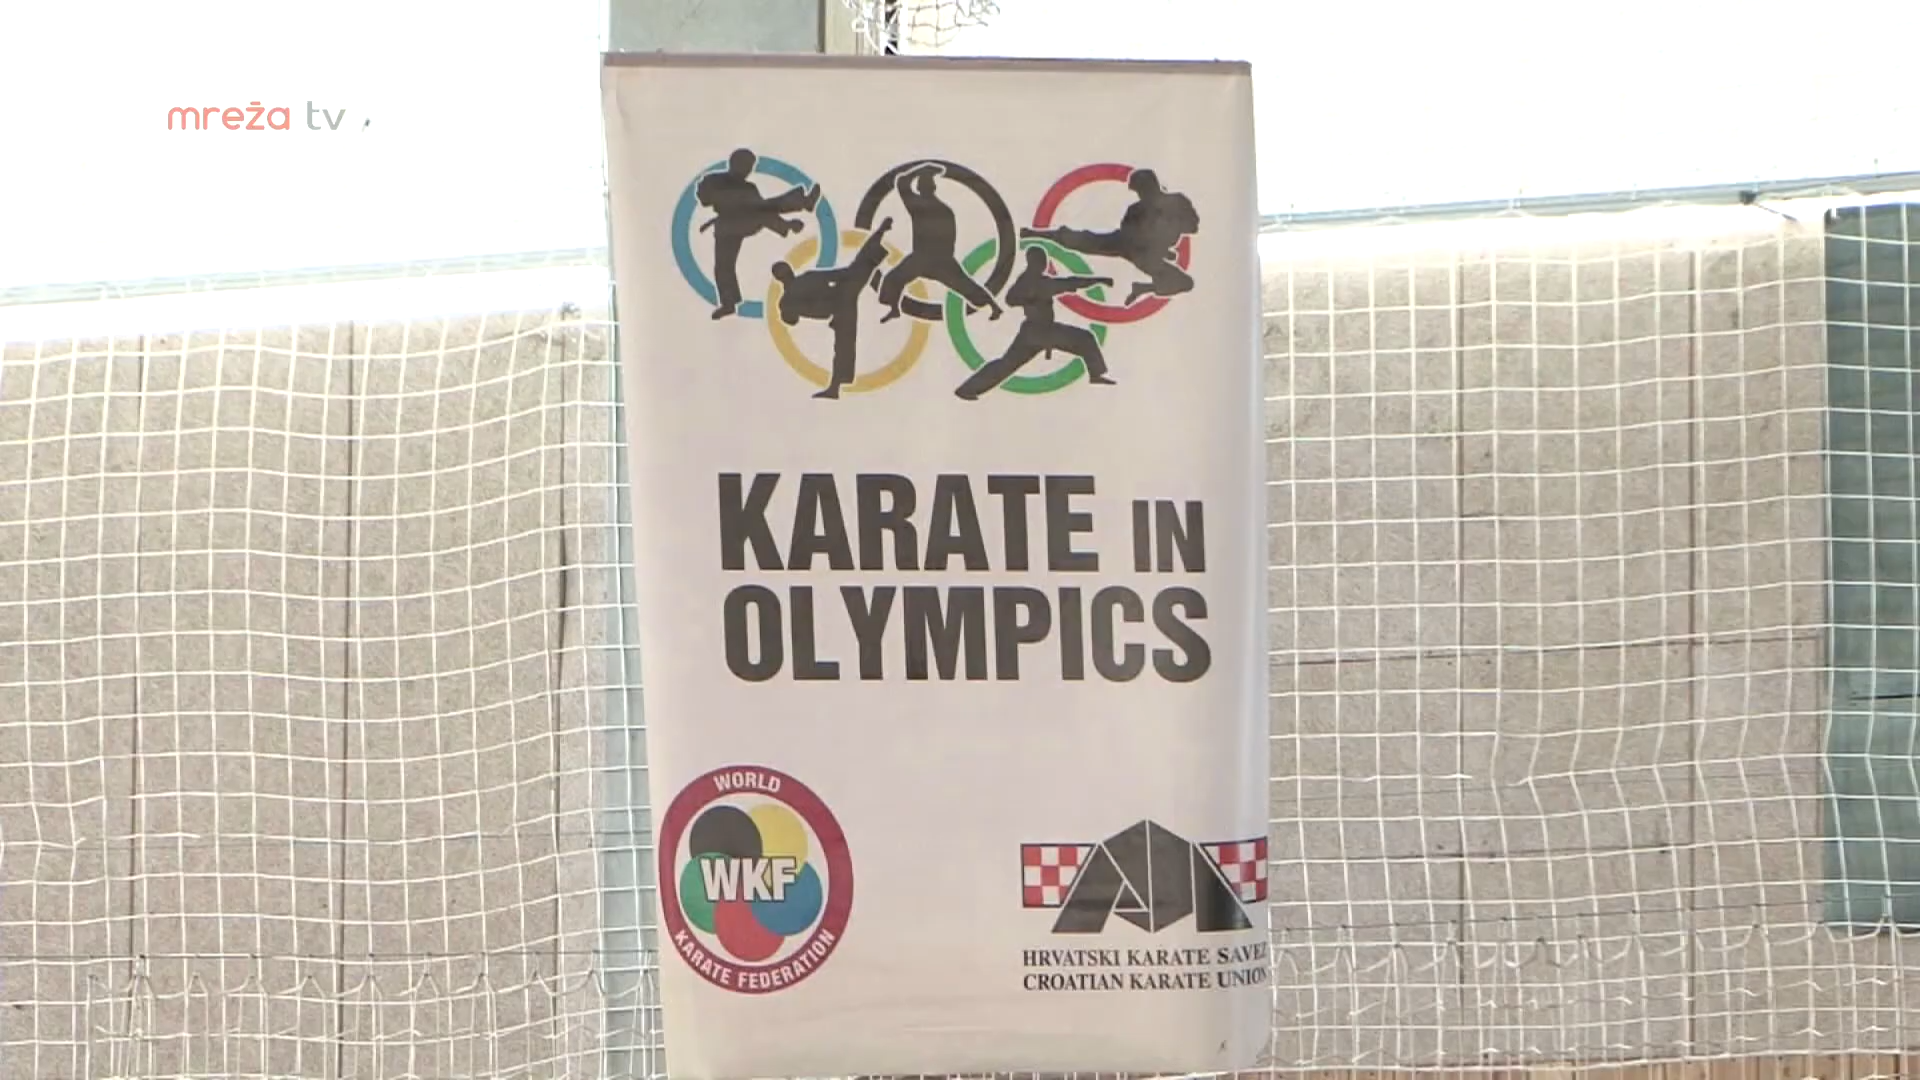 mreža tv
KARATE IN
OLYMPICS
WORLD
WKF
KARATE FEDERATION
HRVATSKI KARATE SAVEZ
CROATIAN KARATE UNION